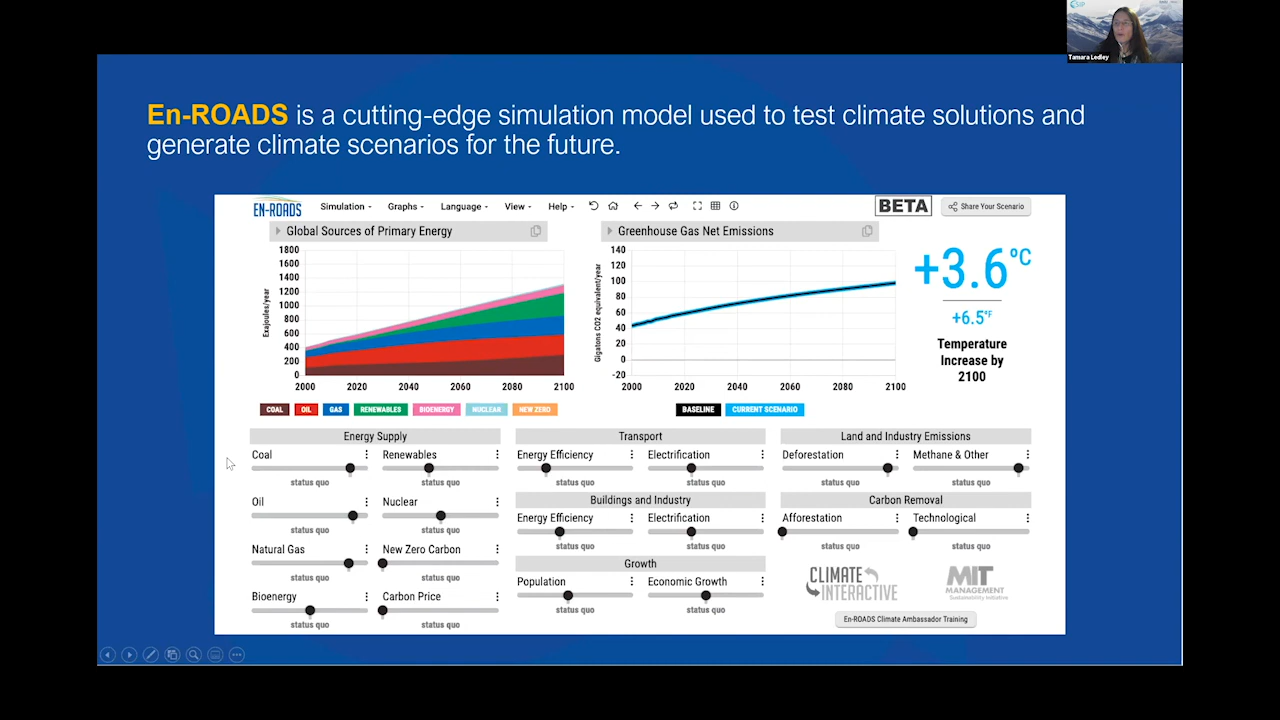 ESIP
Tamara Ledley
En-ROADS is a cutting-edge simulation model used to test climate solutions and
generate climate scenarios for the future.
EN-ROADS
Simulation
Graphs
Language
View
Help
BETA
Share Your Scenario
Global Sources of Primary Energy
Exajoules/year
1800
1600
1400
1200
1000
800
600
400
200
0
2000 2020 2040 2060 2080 2100
COAL OIL GAS RENEWABLES BIOENERGY NUCLEAR NEW ZERO
Greenhouse Gas Net Emissions
Gigatons CO2 equivalent/year
140
120
100
80
60
40
20
0
-20
2000 2020 2040 2060 2080 2100
BASELINE CURRENT SCENARIO
+3.6°C
+6.5°F
Temperature
Increase by
2100
Energy Supply
Coal
status quo
Renewables
status quo
Oil
status quo
Nuclear
status quo
Natural Gas
status quo
New Zero Carbon
status quo
Bioenergy
status quo
Carbon Price
status quo
Transport
Energy Efficiency
status quo
Electrification
status quo
Buildings and Industry
Energy Efficiency
status quo
Electrification
status quo
Growth
Population
status quo
Economic Growth
status quo
Land and Industry Emissions
Deforestation
status quo
Methane & Other
status quo
Carbon Removal
Afforestation
status quo
Technological
status quo
CLIMATE
INTERACTIVE
MIT
MANAGEMENT
Sustainability Initiative
En-ROADS Climate Ambassador Training